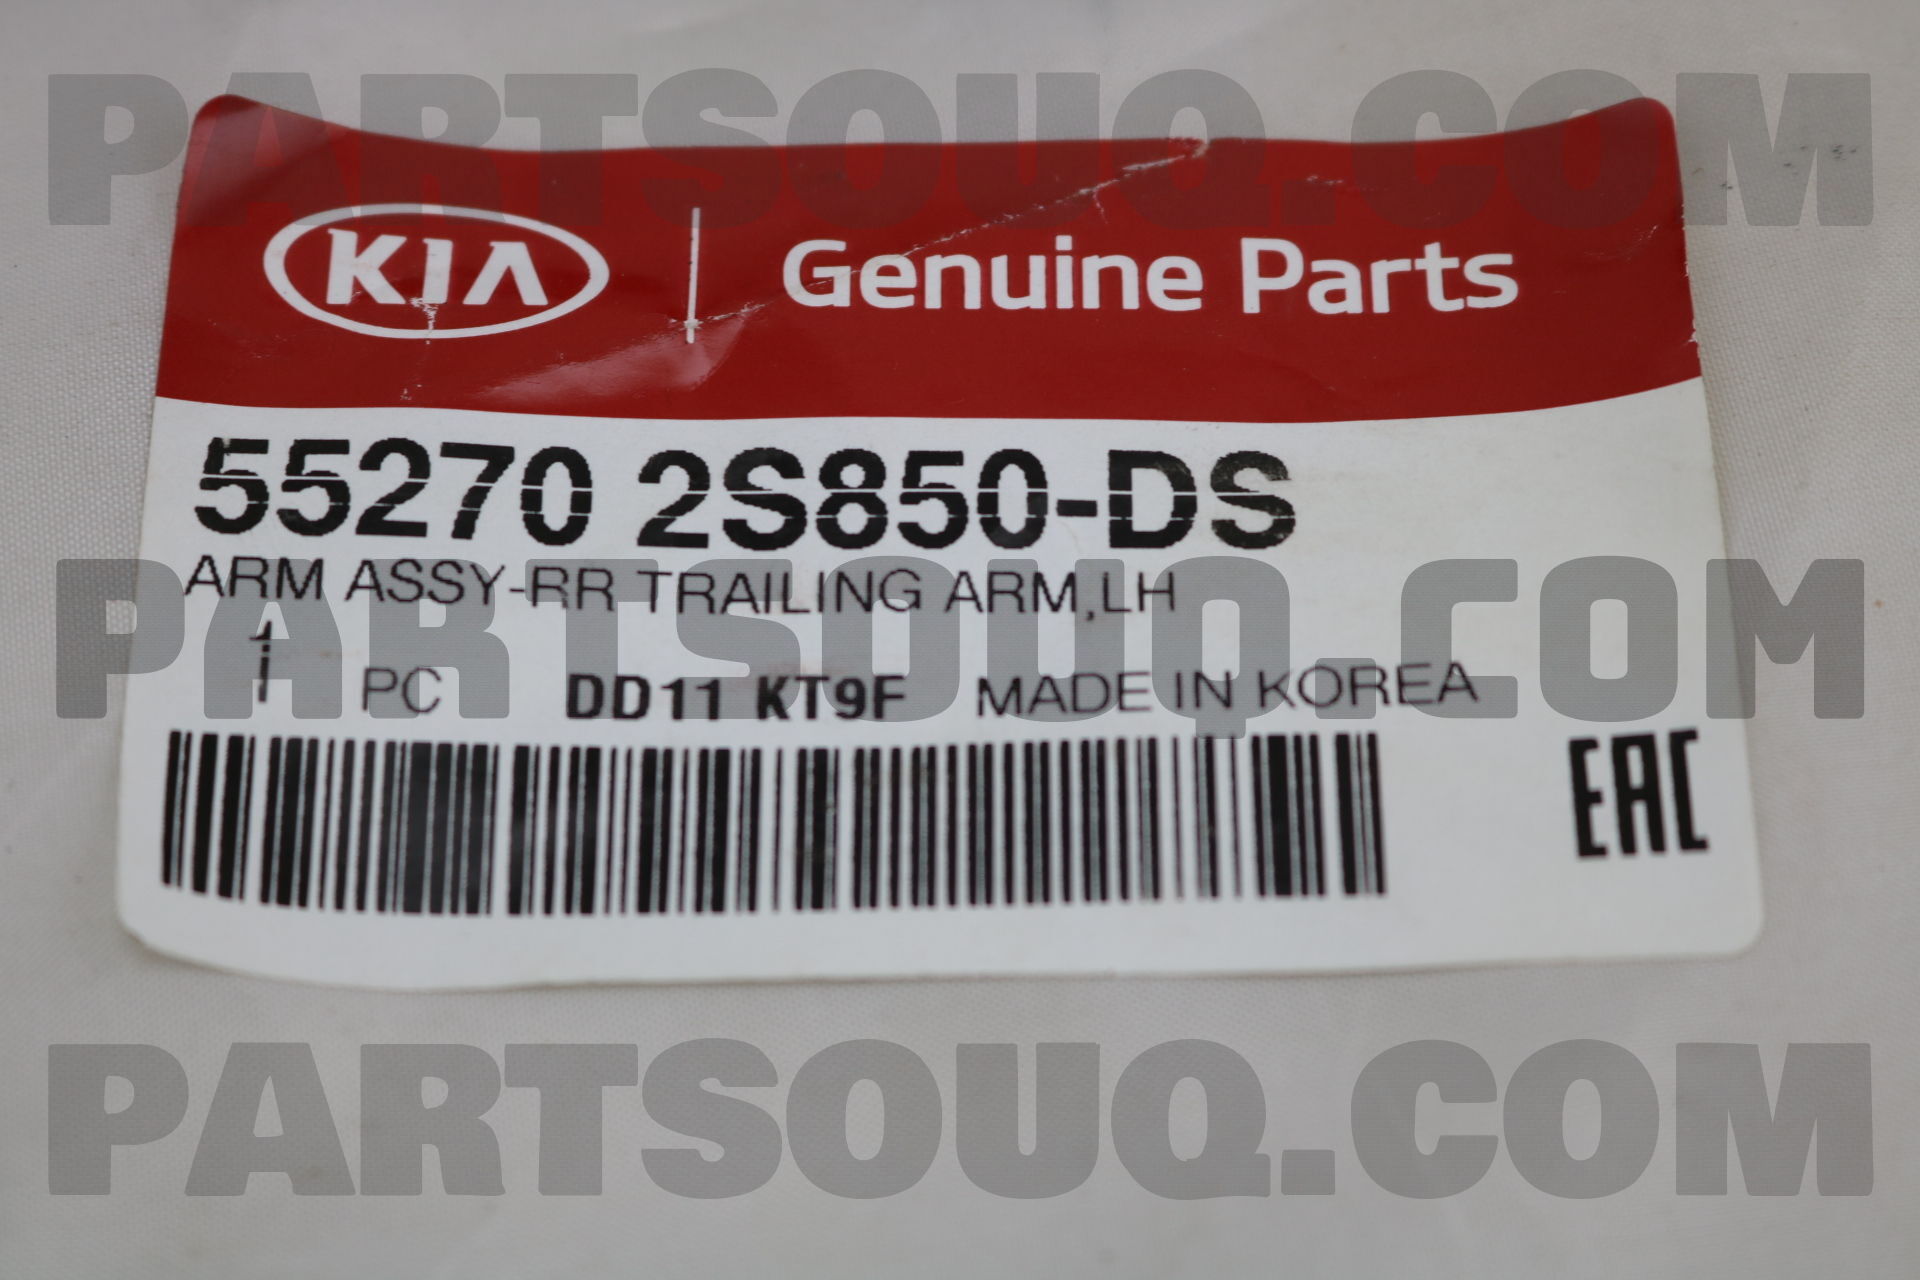 PARTSOUQ.COM
KIA | Genuine Parts
55270 2S850-DS
ARM ASSY-RR TRAILING ARM,LH
PARTSOUQ.COM
1 PC DD11 KT9F MADE IN KOREA
EAC
PARTSOUQ.COM